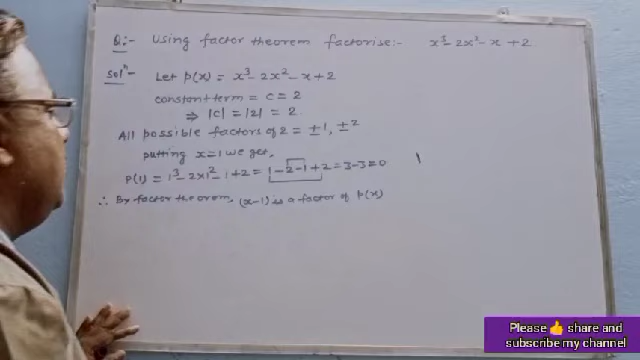 Q:- Using factor theorem factorise:- x³-2x²-x+2
Solⁿ- Let p(x) = x³-2x²-x+2
constant term = c = 2
⇒ |c| = |2| = 2.
All possible factors of 2 = ±1, ±2
putting x=1 we get,
p(1) = 1³-2x1²-1+2 = 1-2-1+2 = 3-3=0
∴ By factor theorem, (x-1) is a factor of p(x)
Please 👍 share and
subscribe my channel